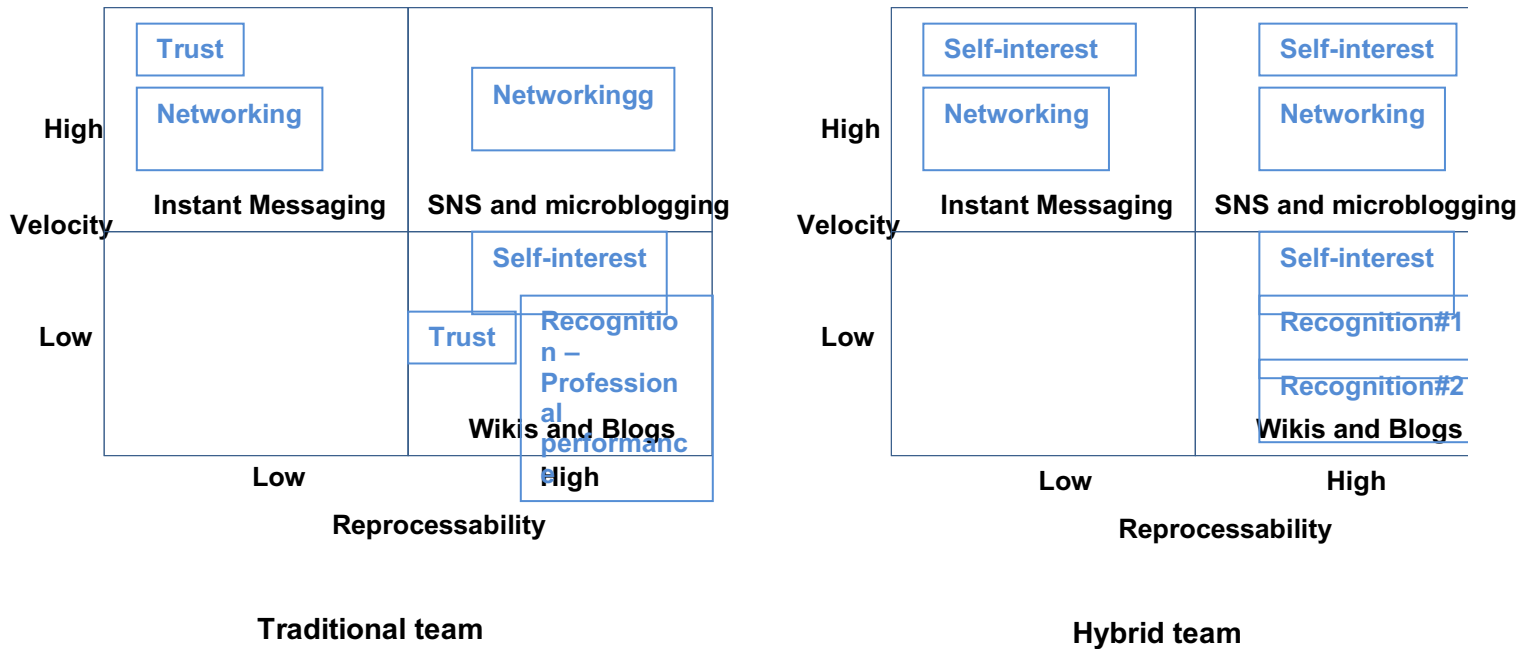 Trust
Networking
Networkingg
High
Instant Messaging
SNS and microblogging
Velocity
Self-interest
Low
Trust
Recognitio
n –
Profession
al
performanc
e
Wikis and Blogs
Low
High
Reprocessability
Traditional team
Self-interest
Self-interest
Networking
Networking
High
Instant Messaging
SNS and microblogging
Velocity
Self-interest
Low
Recognition#1
Recognition#2
Wikis and Blogs
Low
High
Reprocessability
Hybrid team